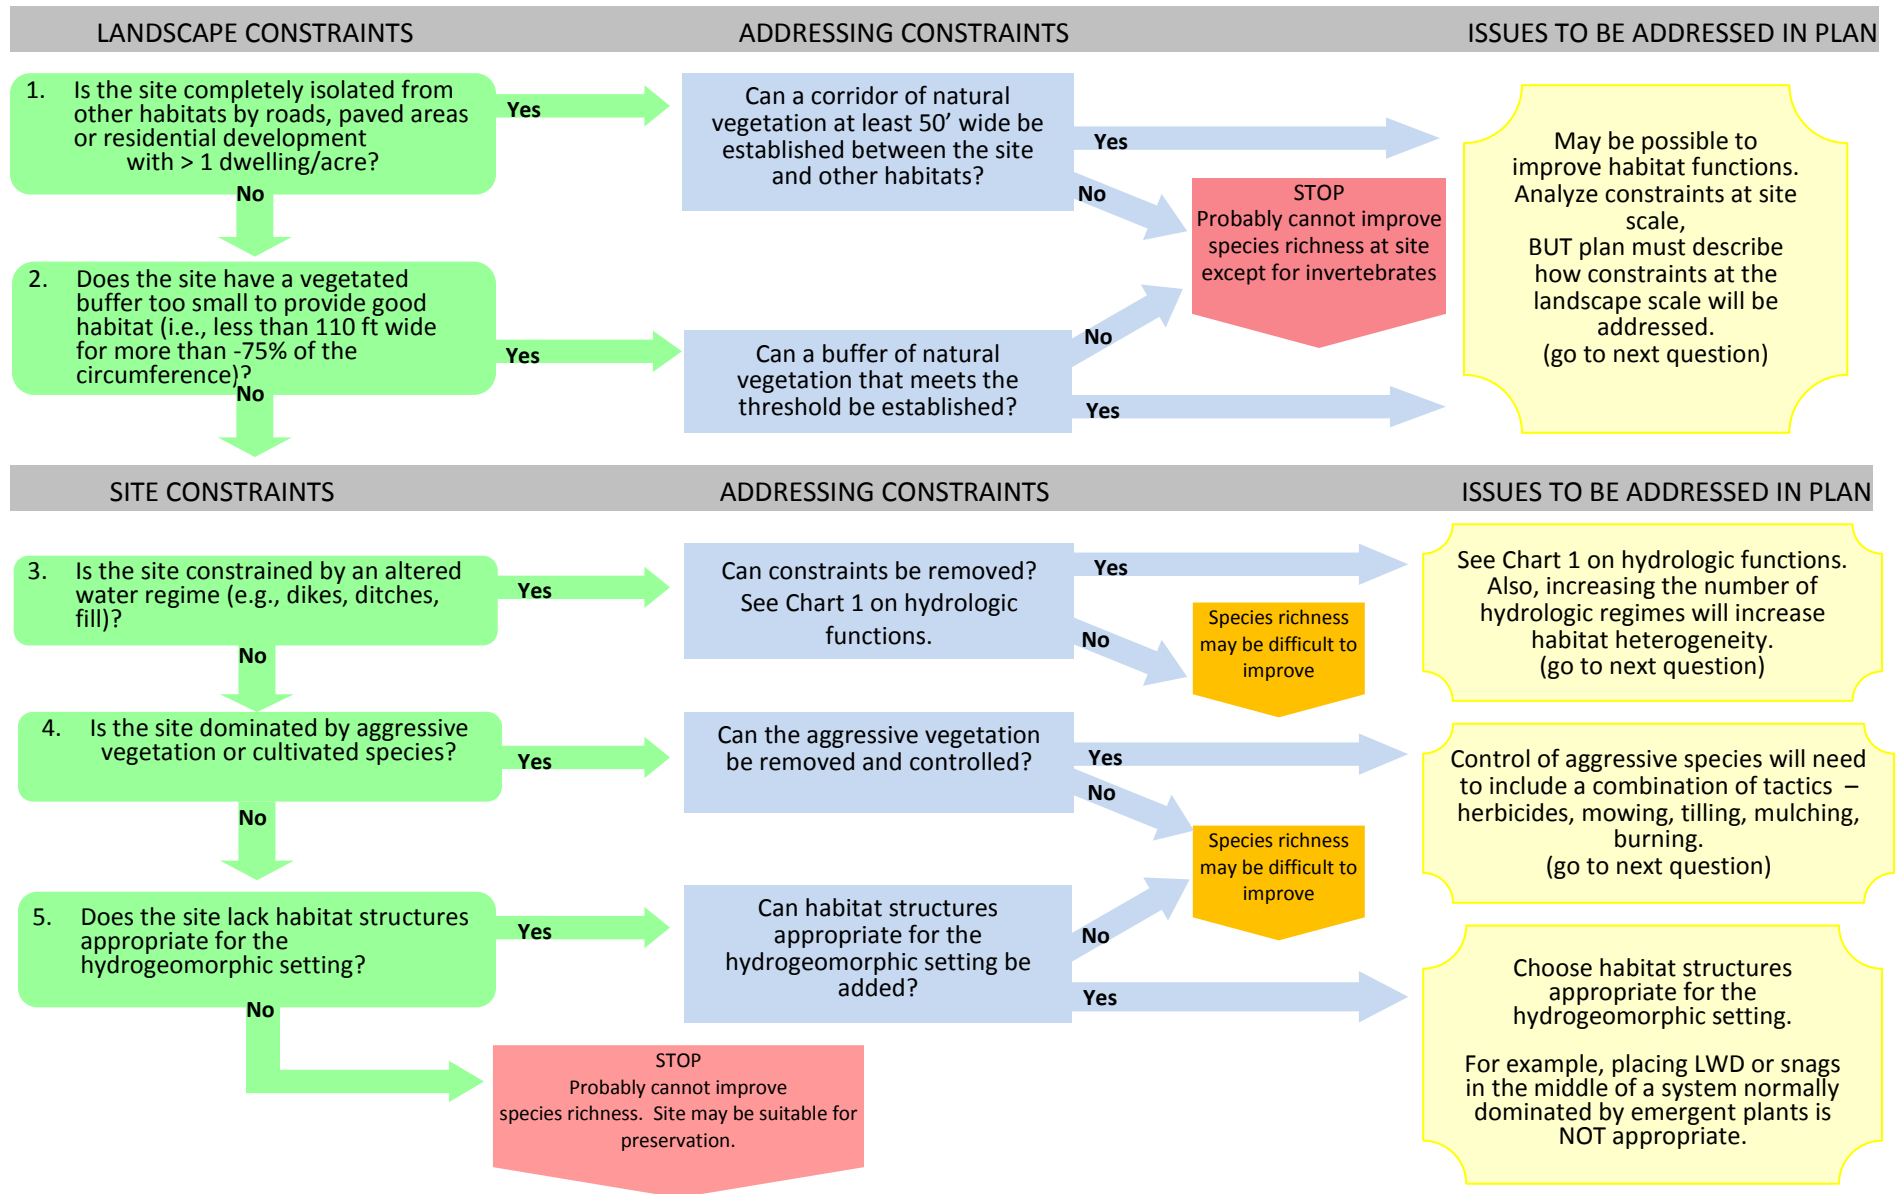 LANDSCAPE CONSTRAINTS
ADDRESSING CONSTRAINTS
ISSUES TO BE ADDRESSED IN PLAN
1. Is the site completely isolated from
other habitats by roads, paved areas
or residential development
with > 1 dwelling/acre?
Yes
No
Can a corridor of natural
vegetation at least 50’ wide be
established between the site
and other habitats?
Yes
No
STOP
Probably cannot improve
species richness at site
except for invertebrates
May be possible to
improve habitat functions.
Analyze constraints at site
scale,
BUT plan must describe
how constraints at the
landscape scale will be
addressed.
(go to next question)
2. Does the site have a vegetated
buffer too small to provide good
habitat (i.e., less than 110 ft wide
for more than -75% of the
circumference)?
Yes
No
Can a buffer of natural
vegetation that meets the
threshold be established?
No
Yes
SITE CONSTRAINTS
ADDRESSING CONSTRAINTS
ISSUES TO BE ADDRESSED IN PLAN
3. Is the site constrained by an altered
water regime (e.g., dikes, ditches,
fill)?
Yes
No
Can constraints be removed?
See Chart 1 on hydrologic
functions.
Yes
No
Species richness
may be difficult to
improve
See Chart 1 on hydrologic functions.
Also, increasing the number of
hydrologic regimes will increase
habitat heterogeneity.
(go to next question)
4. Is the site dominated by aggressive
vegetation or cultivated species?
Yes
No
Can the aggressive vegetation
be removed and controlled?
Yes
No
Species richness
may be difficult to
improve
Control of aggressive species will need
to include a combination of tactics –
herbicides, mowing, tilling, mulching,
burning.
(go to next question)
5. Does the site lack habitat structures
appropriate for the
hydrogeomorphic setting?
Yes
No
Can habitat structures
appropriate for the
hydrogeomorphic setting be
added?
No
Yes
Choose habitat structures
appropriate for the
hydrogeomorphic setting.
For example, placing LWD or snags
in the middle of a system normally
dominated by emergent plants is
NOT appropriate.
STOP
Probably cannot improve
species richness. Site may be suitable for
preservation.